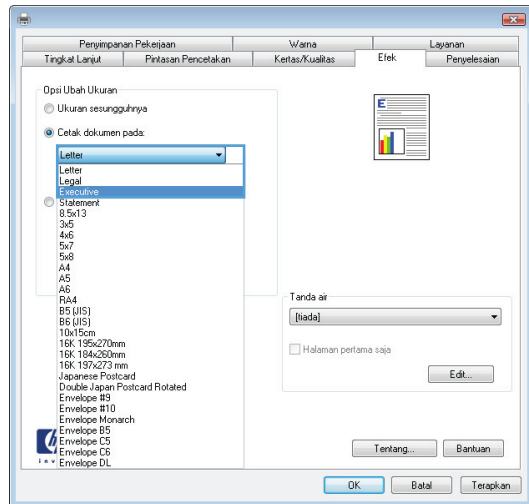 Penyimpanan Pekerjaan Warna Layanan
Tingkat Lanjut Pintasan Pencetakan Kertas/Kualitas Efek Penyelesaian
Opsi Ubah Ukuran
Ukuran sesungguhnya
Cetak dokumen pada:
Letter
Letter
Legal
Executive
Statement
8.5x13
3x5
4x6
5x7
5x8
A4
A5
A6
RA4
B5 (JIS)
B6 (JIS)
10x15cm
16K 195x270mm
16K 184x260mm
16K 197x273 mm
Japanese Postcard
Double Japan Postcard Rotated
Envelope #9
Envelope #10
Envelope Monarch
Envelope B5
Envelope C5
Envelope C6
Envelope DL
E
Tanda air
[tiada]
Halaman pertama saja
Edit...
Tentang... Bantuan
OK Batal Terapkan